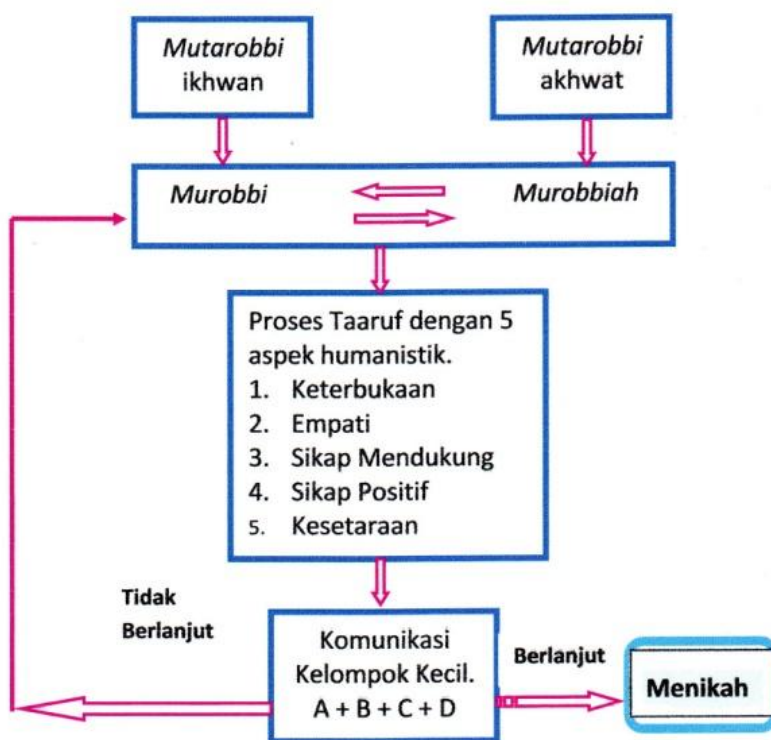 Mutarobbi
ikhwan
Mutarobbi
akhwat
Murobbi
Murobbiah
Proses Taaruf dengan 5
aspek humanistik.
1. Keterbukaan
2. Empati
3. Sikap Mendukung
4. Sikap Positif
5. Kesetaraan
Tidak
Berlanjut
Komunikasi
Kelompok Kecil.
A + B + C + D
Berlanjut
Menikah